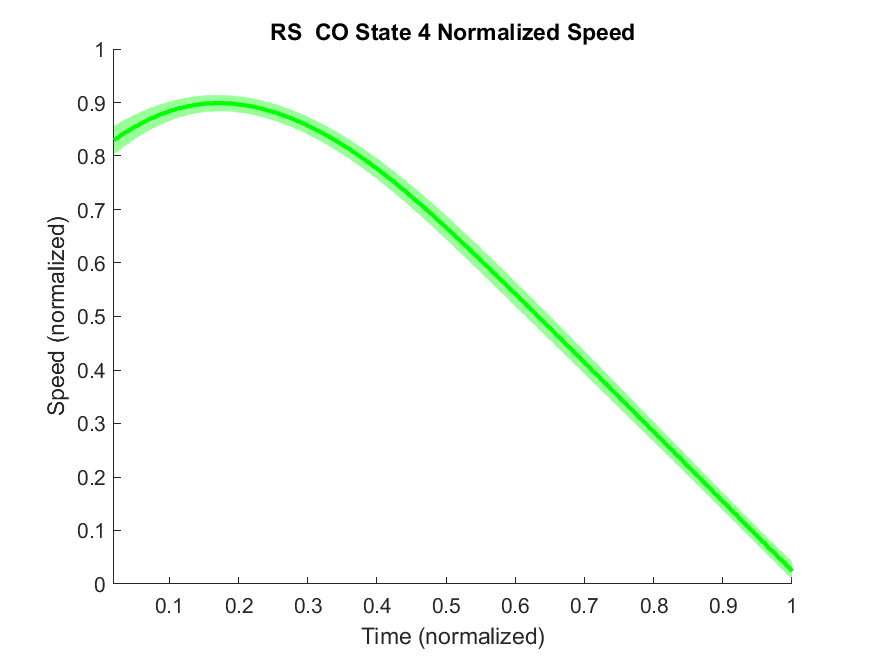 RS  CO State 4 Normalized Speed
1
0.9
0.8
0.7
0.6
0.5
0.4
0.3
0.2
0.1
0
Speed (normalized)
0.1 0.2 0.3 0.4 0.5 0.6 0.7 0.8 0.9 1
Time (normalized)